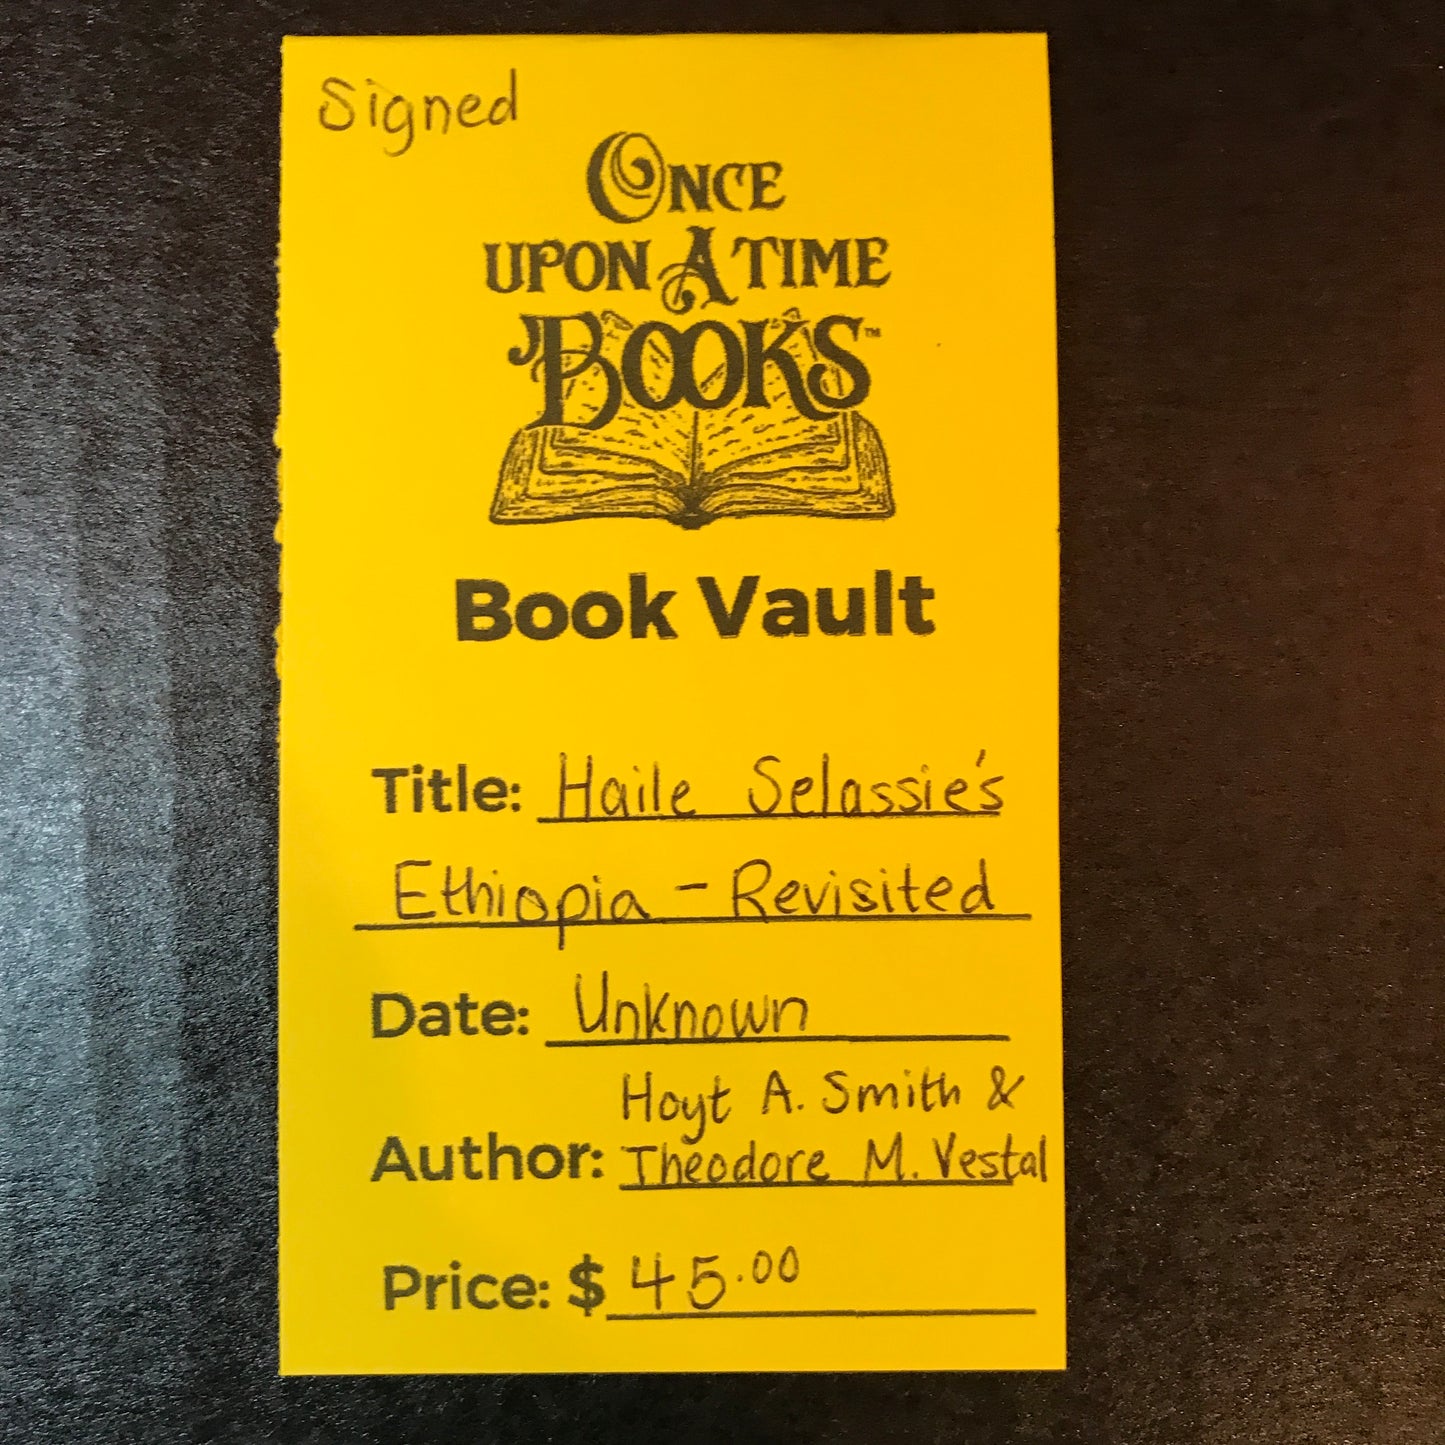 Signed
ONCE
UPON A TIME
BOOKS™
Book Vault
Title: Haile Selassie's
Ethiopia - Revisited
Date: Unknown
Hoyt A. Smith &
Author: Theodore M. Vestal
Price: $ 45.00